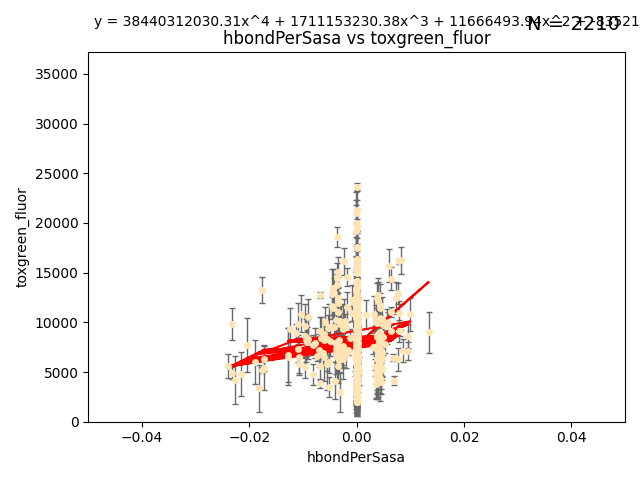 y = 38440312030.31x^4 + 1711153230.38x^3 + 11666493.94x^2 + -83521
N = 2210
hbondPerSasa vs toxgreen_fluor
35000
30000
25000
20000
15000
10000
5000
0
toxgreen_fluor
−0.04 −0.02 0.00 0.02 0.04
hbondPerSasa